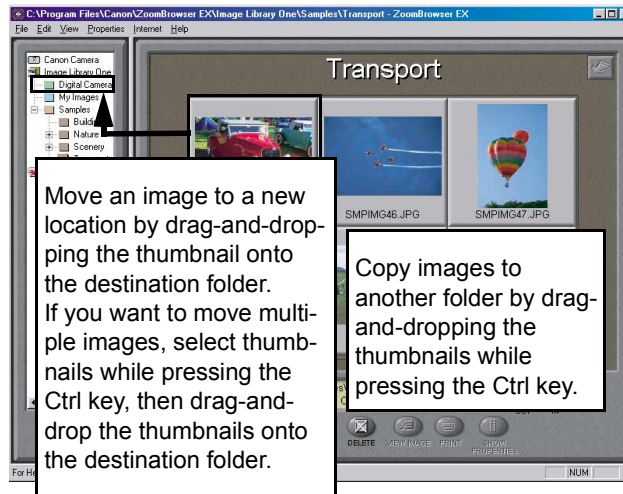 C:\Program Files\Canon\ZoomBrowser EX\Image Library One\Samples\Transport - ZoomBrowser EX
File Edit View Properties Internet Help
Canon Camera
Image Library One
Digital Camera
My Images
Samples
Nature
Scenery
Transport
SMPIMG46.JPG
SMPIMG47.JPG
Move an image to a new
location by drag-and-drop-
ping the thumbnail onto
the destination folder.
If you want to move multi-
ple images, select thumb-
nails while pressing the
Ctrl key, then drag-and-
drop the thumbnails onto
the destination folder.
Copy images to
another folder by drag-
and-dropping the
thumbnails while
pressing the Ctrl key.
DELETE
VIEW IMAGE
PRINT
SHOW
PROPERTIES
NUM